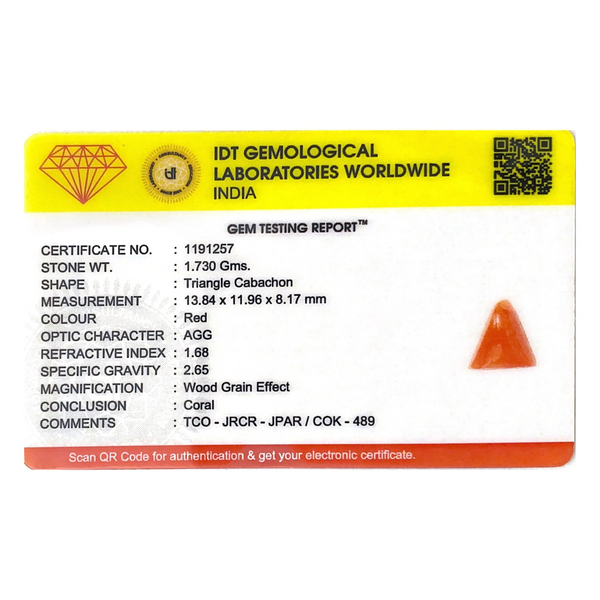 IDT GEMOLOGICAL
LABORATORIES WORLDWIDE
INDIA
GEM TESTING REPORT™
CERTIFICATE NO. : 1191257
STONE WT. : 1.730 Gms.
SHAPE : Triangle Cabachon
MEASUREMENT : 13.84 x 11.96 x 8.17 mm
COLOUR : Red
OPTIC CHARACTER : AGG
REFRACTIVE INDEX : 1.68
SPECIFIC GRAVITY : 2.65
MAGNIFICATION : Wood Grain Effect
CONCLUSION : Coral
COMMENTS : TCO - JRCR - JPAR / COK - 489
Scan QR Code for authentication & get your electronic certificate.